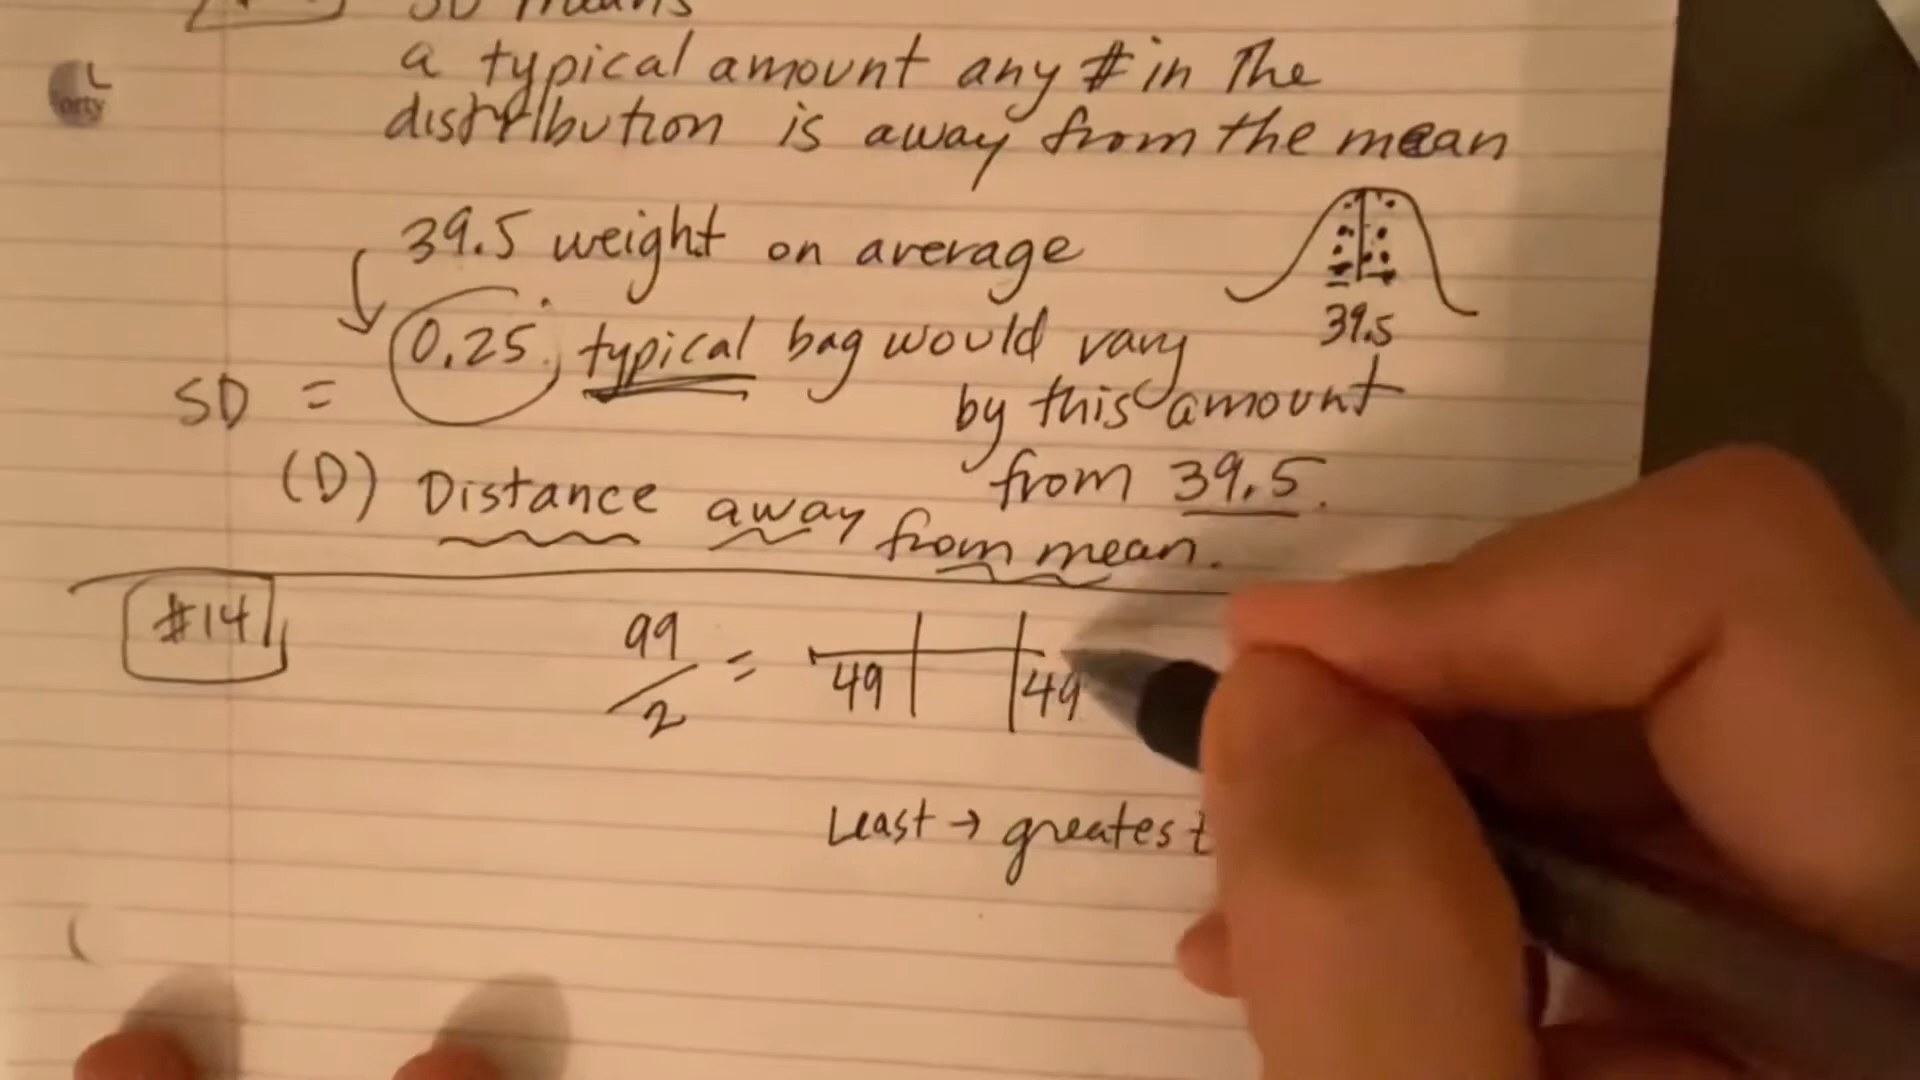 SD means
a typical amount any # in The
distribution is away from the mean
39.5 weight on average
39.5
0.25 typical bag would vary
by this amount
SD =
from 39.5.
(D) Distance away from mean.
#14
99/2 = 49 | | 49
Least → greatest